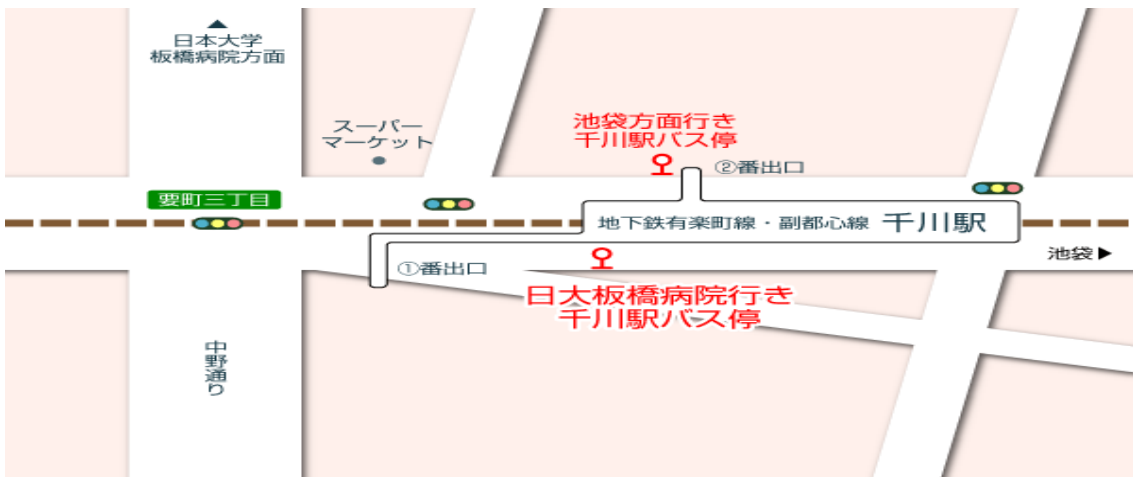 日本大学
板橋病院方面
スーパー
マーケット
池袋方面行き
千川駅バス停
②番出口
要町三丁目
地下鉄有楽町線・副都心線 千川駅
池袋▶
①番出口
日大板橋病院行き
千川駅バス停
中野通り